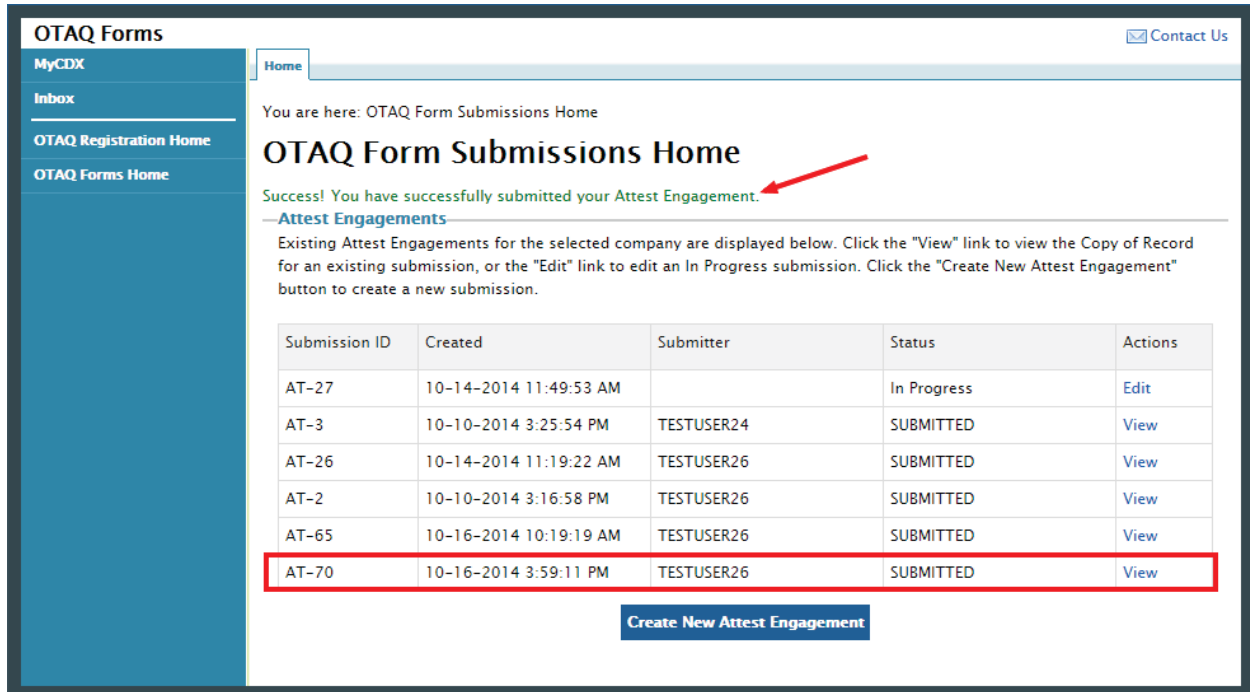 OTAQ Forms
Contact Us
MyCDX
Home
Inbox
You are here: OTAQ Form Submissions Home
OTAQ Registration Home
OTAQ Form Submissions Home
OTAQ Forms Home
Success! You have successfully submitted your Attest Engagement.
Attest Engagements
Existing Attest Engagements for the selected company are displayed below. Click the "View" link to view the Copy of Record
for an existing submission, or the "Edit" link to edit an In Progress submission. Click the "Create New Attest Engagement"
button to create a new submission.
Submission ID Created Submitter Status Actions
AT-27 10-14-2014 11:49:53 AM In Progress Edit
AT-3 10-10-2014 3:25:54 PM TESTUSER24 SUBMITTED View
AT-26 10-14-2014 11:19:22 AM TESTUSER26 SUBMITTED View
AT-2 10-10-2014 3:16:58 PM TESTUSER26 SUBMITTED View
AT-65 10-16-2014 10:19:19 AM TESTUSER26 SUBMITTED View
AT-70 10-16-2014 3:59:11 PM TESTUSER26 SUBMITTED View
Create New Attest Engagement